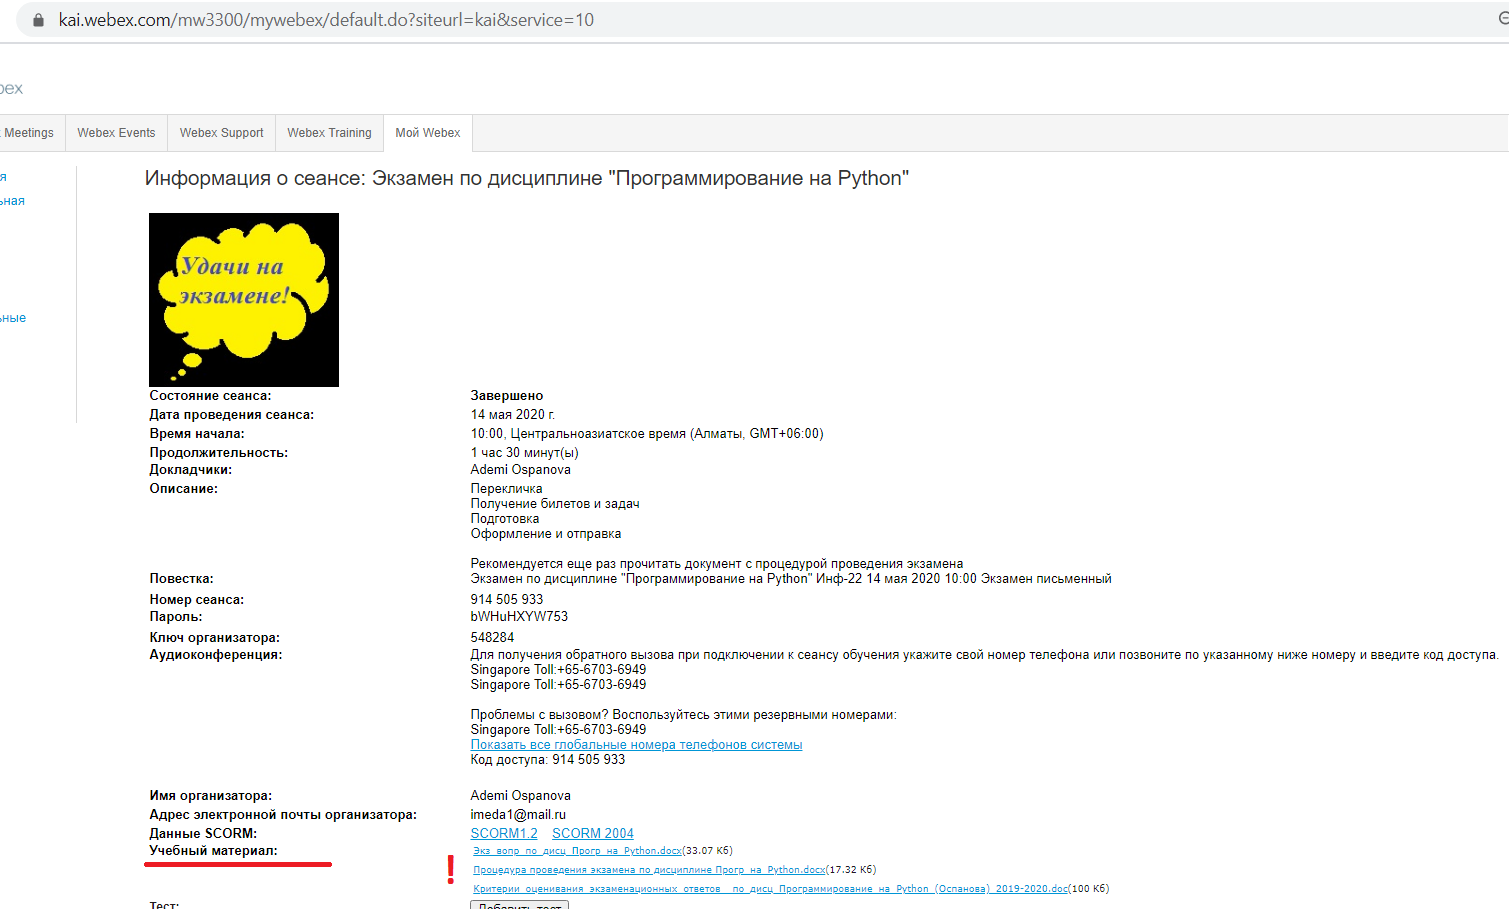 kai.webex.com/mw3300/mywebex/default.do?siteurl=kai&service=10
bex
Meetings Webex Events Webex Support Webex Training Мой Webex
я
ьная
ьные
Информация о сеансе: Экзамен по дисциплине "Программирование на Python"
Удачи на
экзамене!
Состояние сеанса: Завершено
Дата проведения сеанса: 14 мая 2020 г.
Время начала: 10:00, Центральноазиатское время (Алматы, GMT+06:00)
Продолжительность: 1 час 30 минут(ы)
Докладчики: Ademi Ospanova
Описание: Перекличка
Получение билетов и задач
Подготовка
Оформление и отправка
Рекомендуется еще раз прочитать документ с процедурой проведения экзамена
Повестка: Экзамен по дисциплине "Программирование на Python" Инф-22 14 мая 2020 10:00 Экзамен письменный
Номер сеанса: 914 505 933
Пароль: bWHuHXYW753
Ключ организатора: 548284
Аудиоконференция: Для получения обратного вызова при подключении к сеансу обучения укажите свой номер телефона или позвоните по указанному ниже номеру и введите код доступа.
Singapore Toll:+65-6703-6949
Singapore Toll:+65-6703-6949
Проблемы с вызовом? Воспользуйтесь этими резервными номерами:
Singapore Toll:+65-6703-6949
Показать все глобальные номера телефонов системы
Код доступа: 914 505 933
Имя организатора: Ademi Ospanova
Адрес электронной почты организатора: imeda1@mail.ru
Данные SCORM: SCORM1.2 SCORM 2004
Учебный материал: Экз_вопр_по_дисц_Прогр_на_Python.docx(33.07 Кб)
! Процедура проведения экзамена по дисциплине Прогр_на_Python.docx(17.32 Кб)
Критерии_оценивания_экзаменационных_ответов__по_дисц_Программирование_на_Python_(Оспанова)_2019-2020.doc(100 Кб)
Тест: Добавить тест